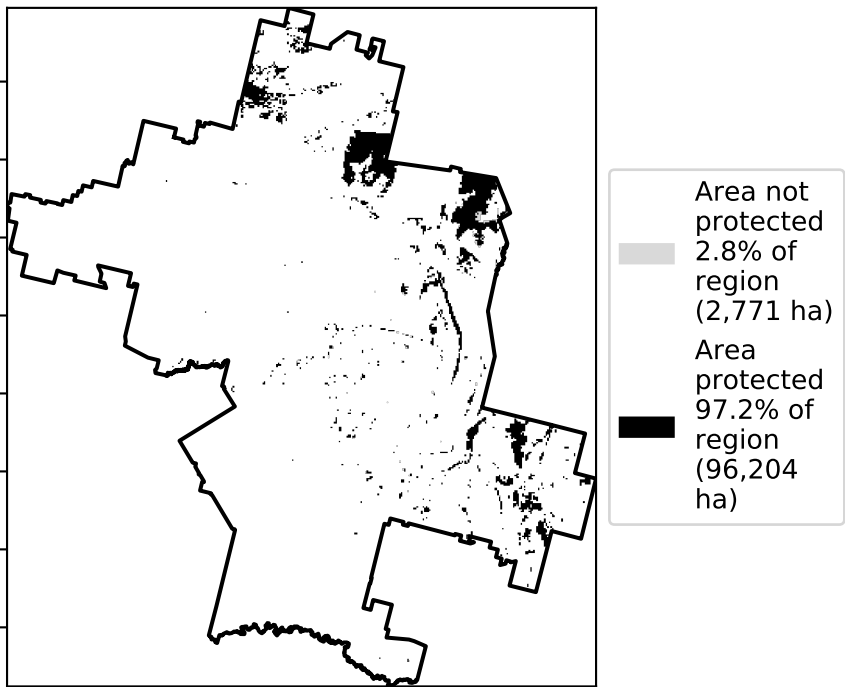 Area not
protected
2.8% of
region
(2,771 ha)
Area
protected
97.2% of
region
(96,204
ha)